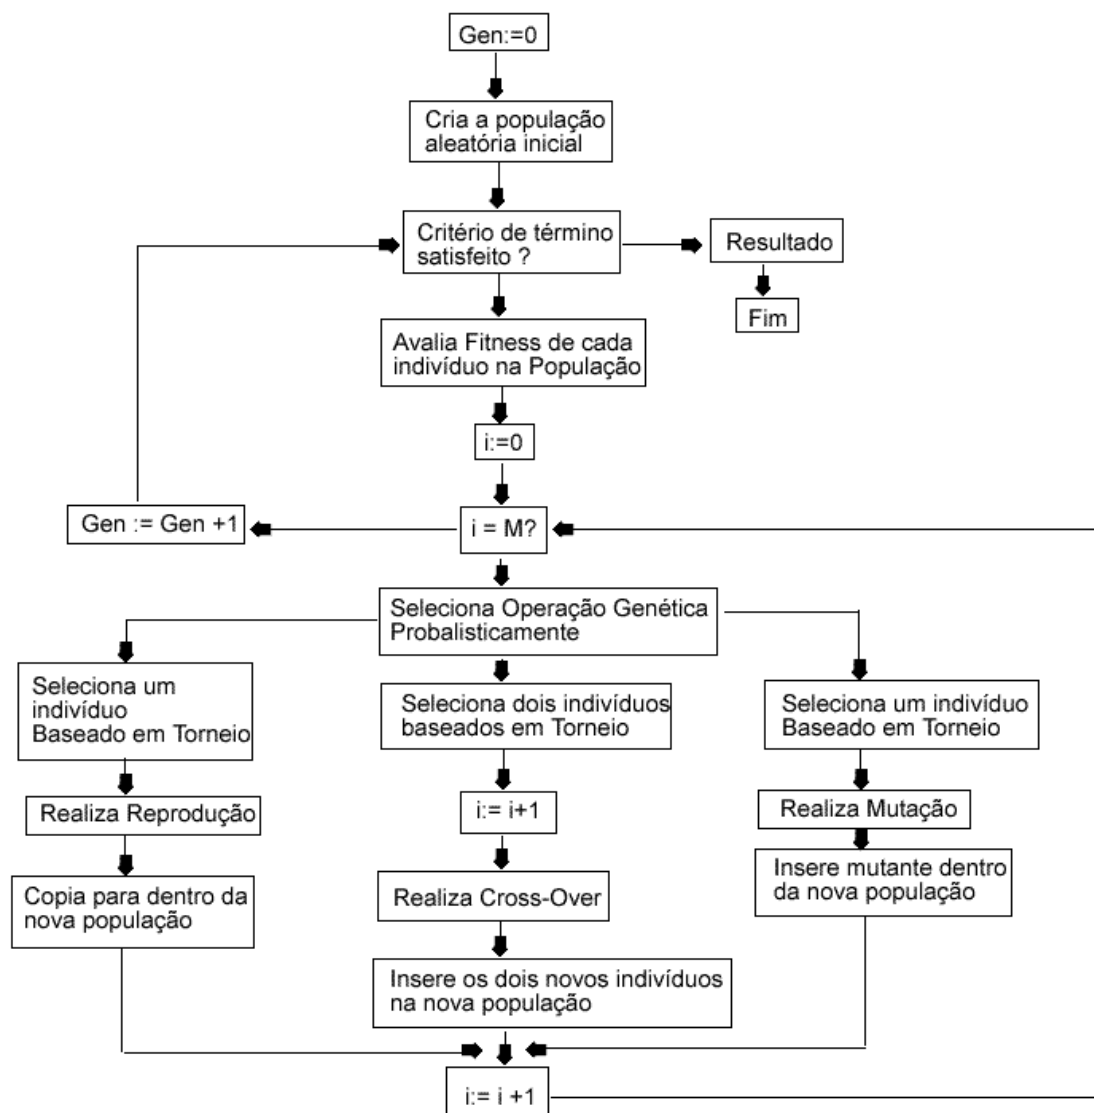 Gen:=0
Cria a população
aleatória inicial
Critério de término
satisfeito ?
Resultado
Fim
Avalia Fitness de cada
indivíduo na População
i:=0
Gen := Gen +1
i = M?
Seleciona Operação Genética
Probalisticamente
Seleciona um
indivíduo
Baseado em Torneio
Seleciona dois indivíduos
baseados em Torneio
Seleciona um indivíduo
Baseado em Torneio
Realiza Reprodução
i:= i+1
Realiza Mutação
Copia para dentro da
nova população
Realiza Cross-Over
Insere mutante dentro
da nova população
Insere os dois novos indivíduos
na nova população
i:= i +1